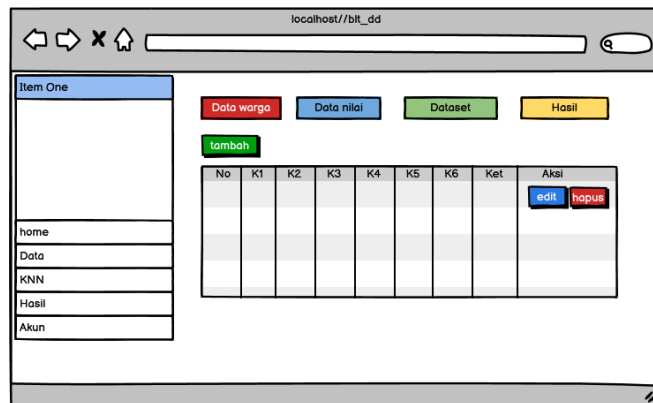 localhost//blt_dd
Item One
Data warga Data nilai Dataset Hasil
tambah
No K1 K2 K3 K4 K5 K6 Ket Aksi
edit hapus
home
Data
KNN
Hasil
Akun